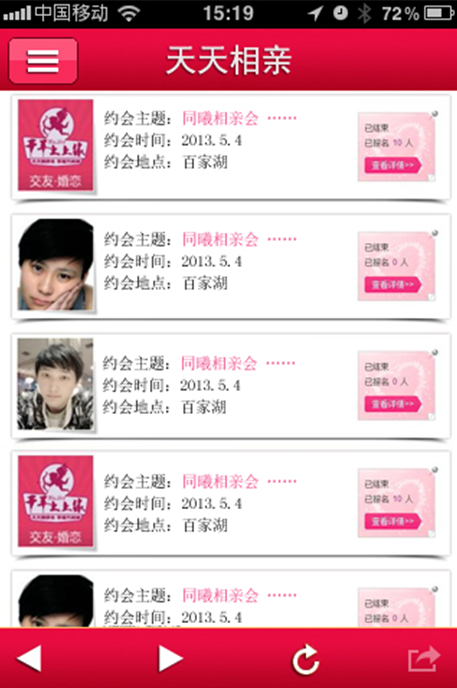 中国移动 15:19 72%
天天相亲
约会主题：同曦相亲会 ……
约会时间：2013.5.4
约会地点：百家湖
交友·婚恋
已结束
已报名 10 人
查看详情>>
约会主题：同曦相亲会 ……
约会时间：2013.5.4
约会地点：百家湖
已结束
已报名 0 人
查看详情>>
约会主题：同曦相亲会 ……
约会时间：2013.5.4
约会地点：百家湖
已结束
已报名 0 人
查看详情>>
约会主题：同曦相亲会 ……
约会时间：2013.5.4
约会地点：百家湖
交友·婚恋
已结束
已报名 10 人
查看详情>>
约会主题：同曦相亲会 ……
约会时间：2013.5.4
已结束
已报名 0 人